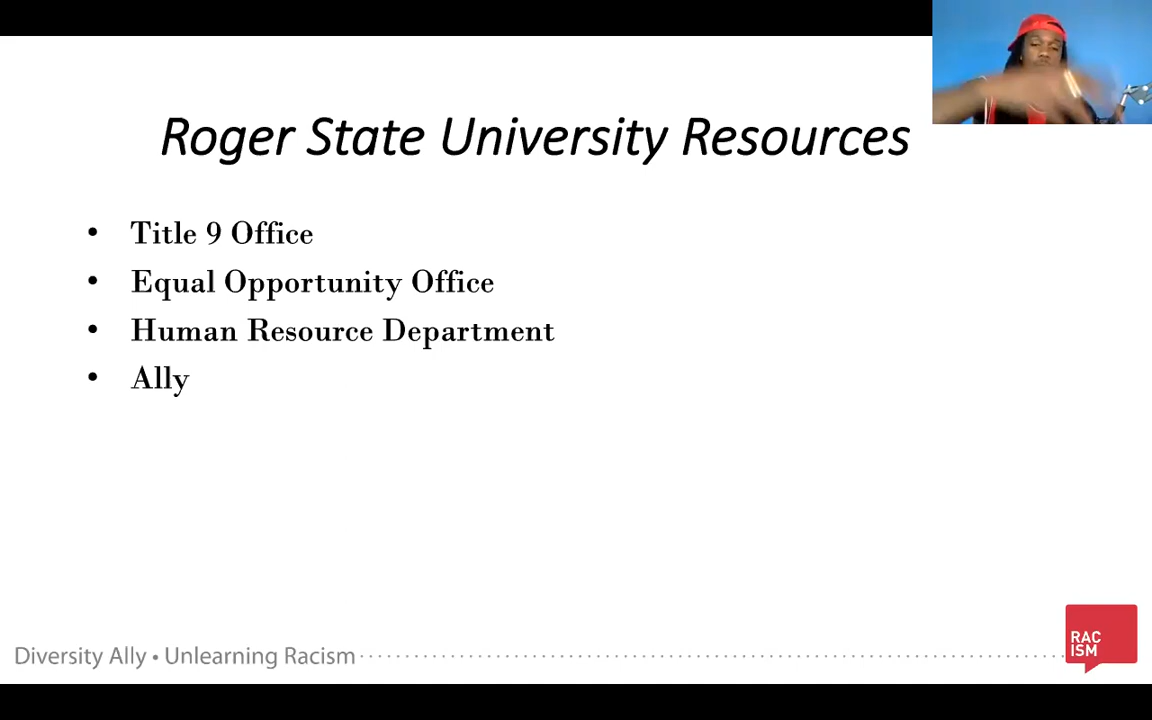 Roger State University Resources
• Title 9 Office
• Equal Opportunity Office
• Human Resource Department
• Ally
Diversity Ally • Unlearning Racism
RAC
ISM